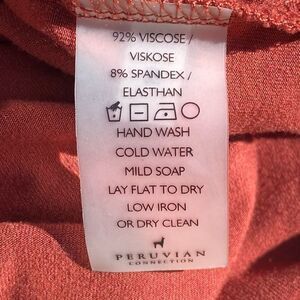 92% VISCOSE /
VISKOSE
8% SPANDEX /
ELASTHAN
HAND WASH
COLD WATER
MILD SOAP
LAY FLAT TO DRY
LOW IRON
OR DRY CLEAN
PERUVIAN
CONNECTION